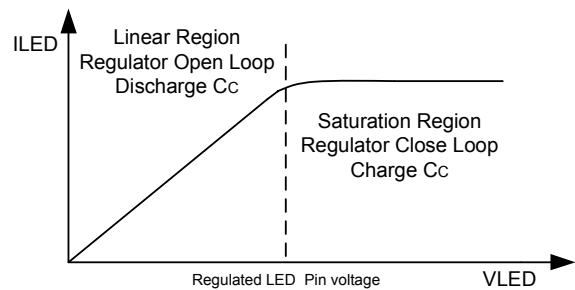 ILED
Linear Region
Regulator Open Loop
Discharge Cc
Saturation Region
Regulator Close Loop
Charge Cc
Regulated LED Pin voltage
VLED